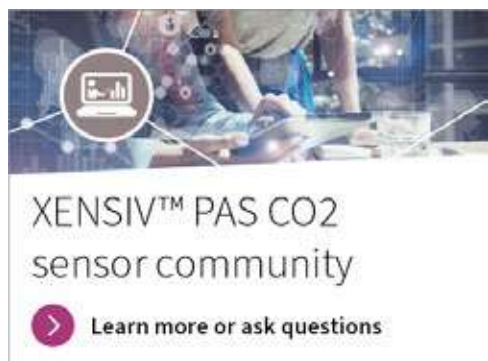 XENSIV™ PAS CO2
sensor community
Learn more or ask questions